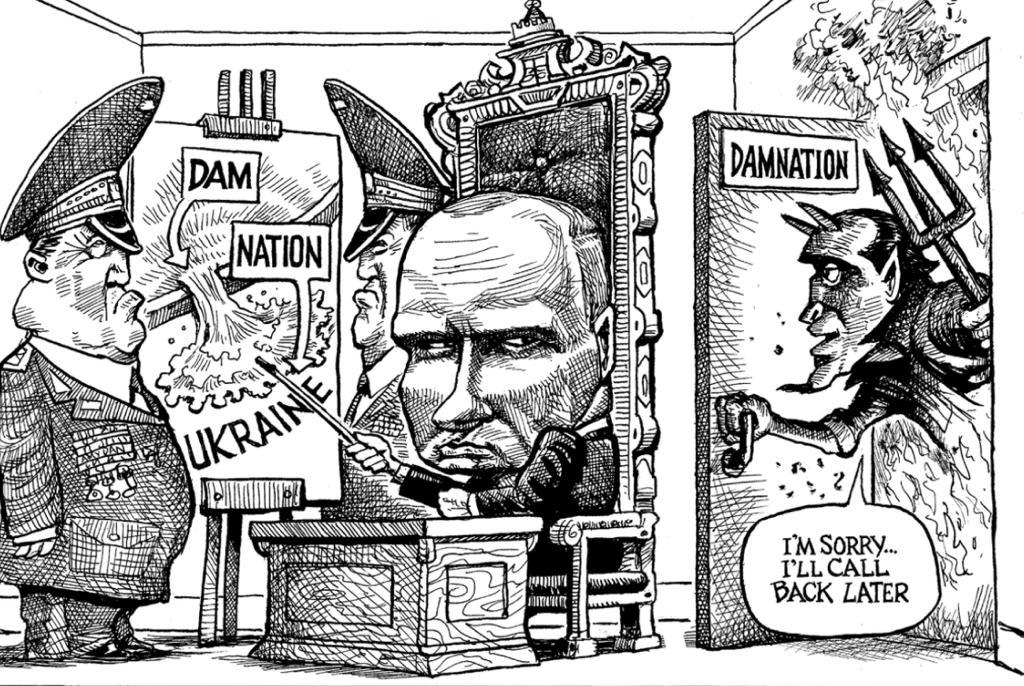 DAM
NATION
UKRAINE
DAMNATION
I'M SORRY...
I'LL CALL
BACK LATER